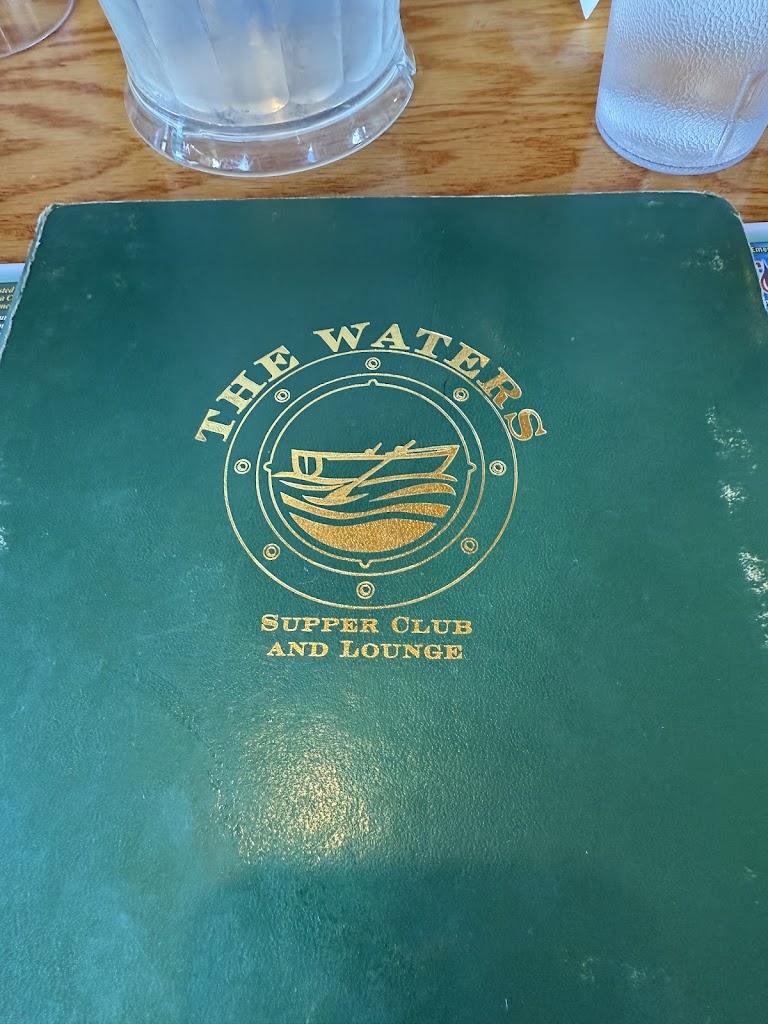 THE WATERS
SUPPER CLUB
AND LOUNGE